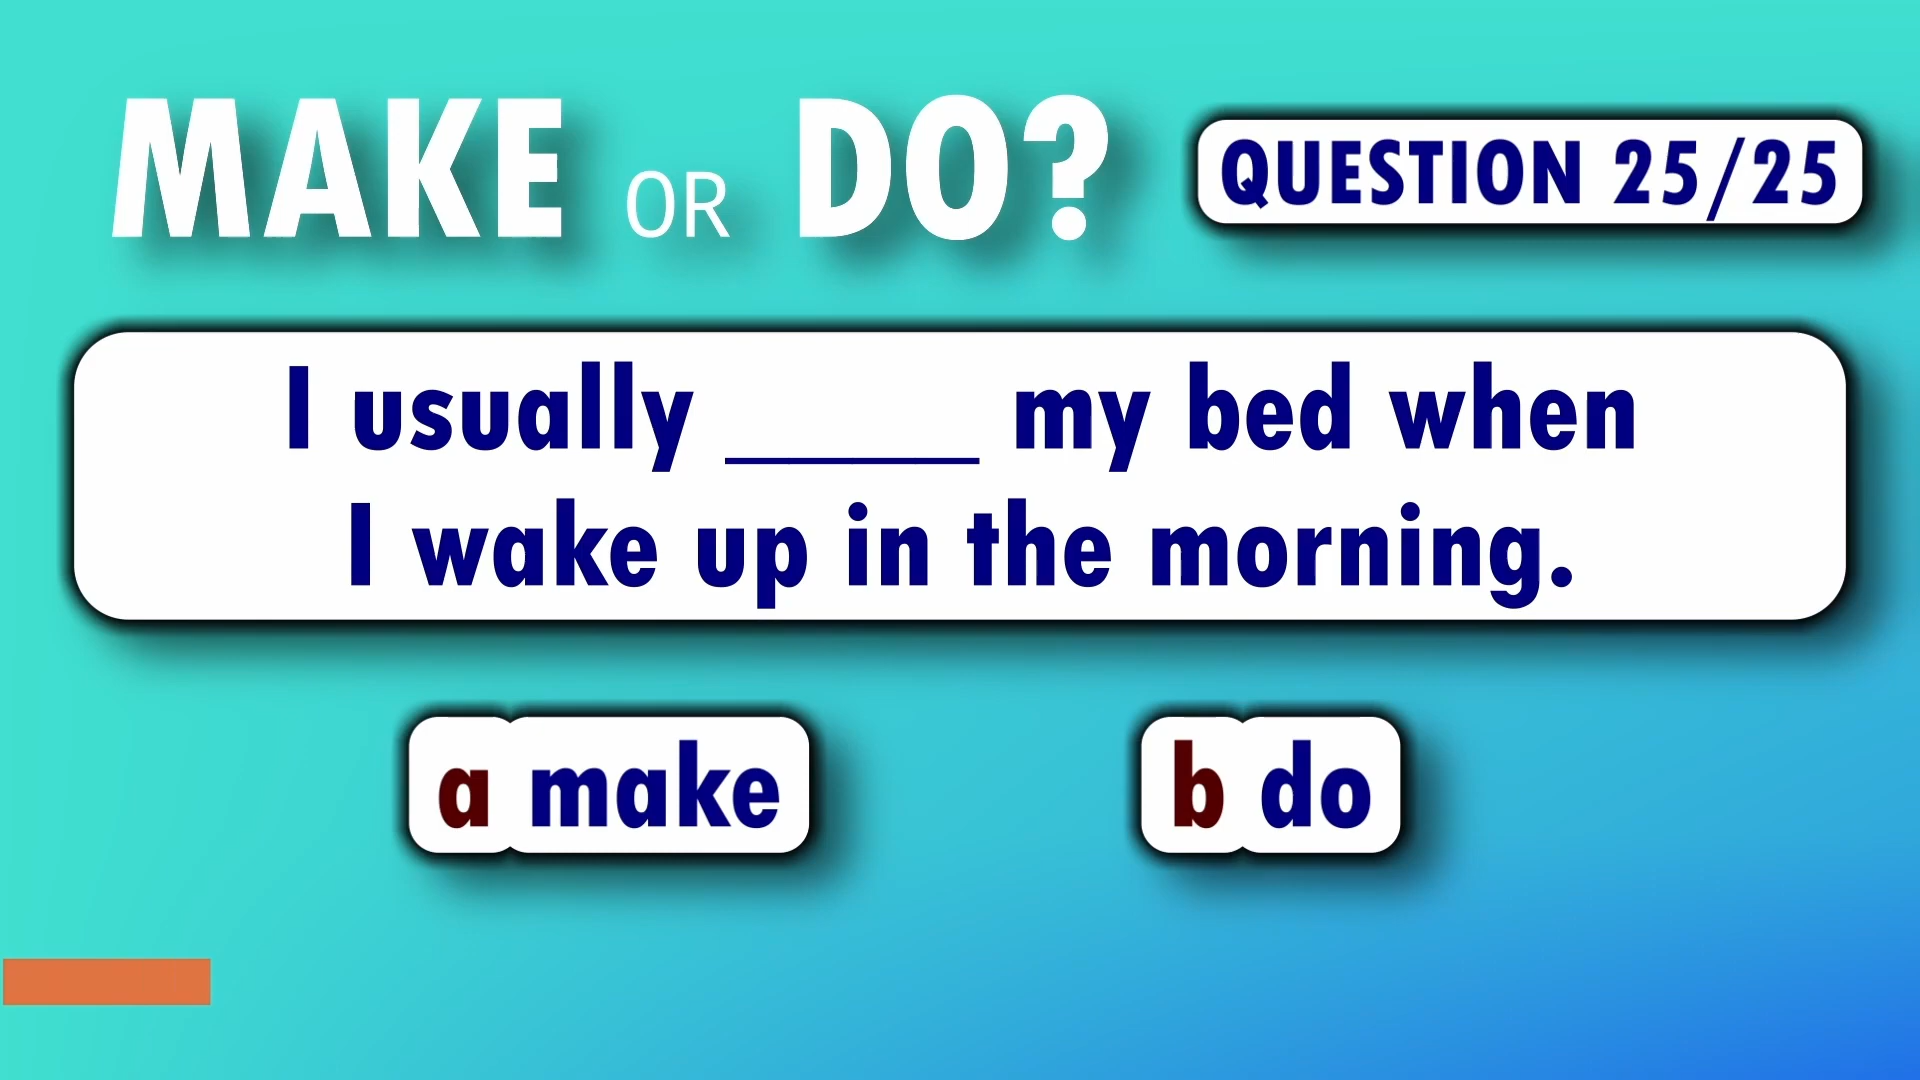 MAKE OR DO?
QUESTION 25/25
I usually _____ my bed when
I wake up in the morning.
a make
b do